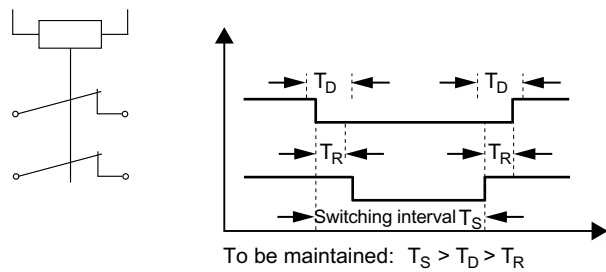 T_D T_D
T_R T_R
Switching interval T_S
To be maintained: T_S > T_D > T_R